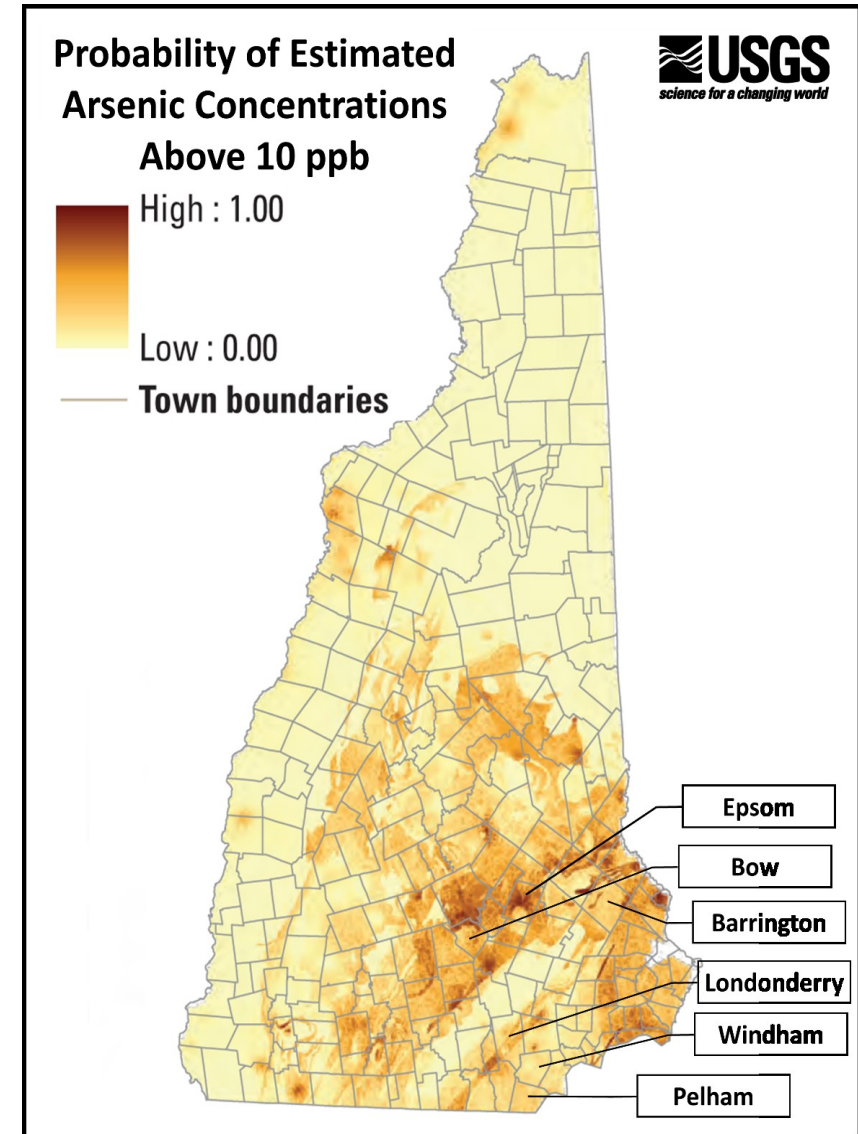 Probability of Estimated
Arsenic Concentrations
Above 10 ppb
USGS
science for a changing world
High : 1.00
Low : 0.00
Town boundaries
Epsom
Bow
Barrington
Londonderry
Windham
Pelham